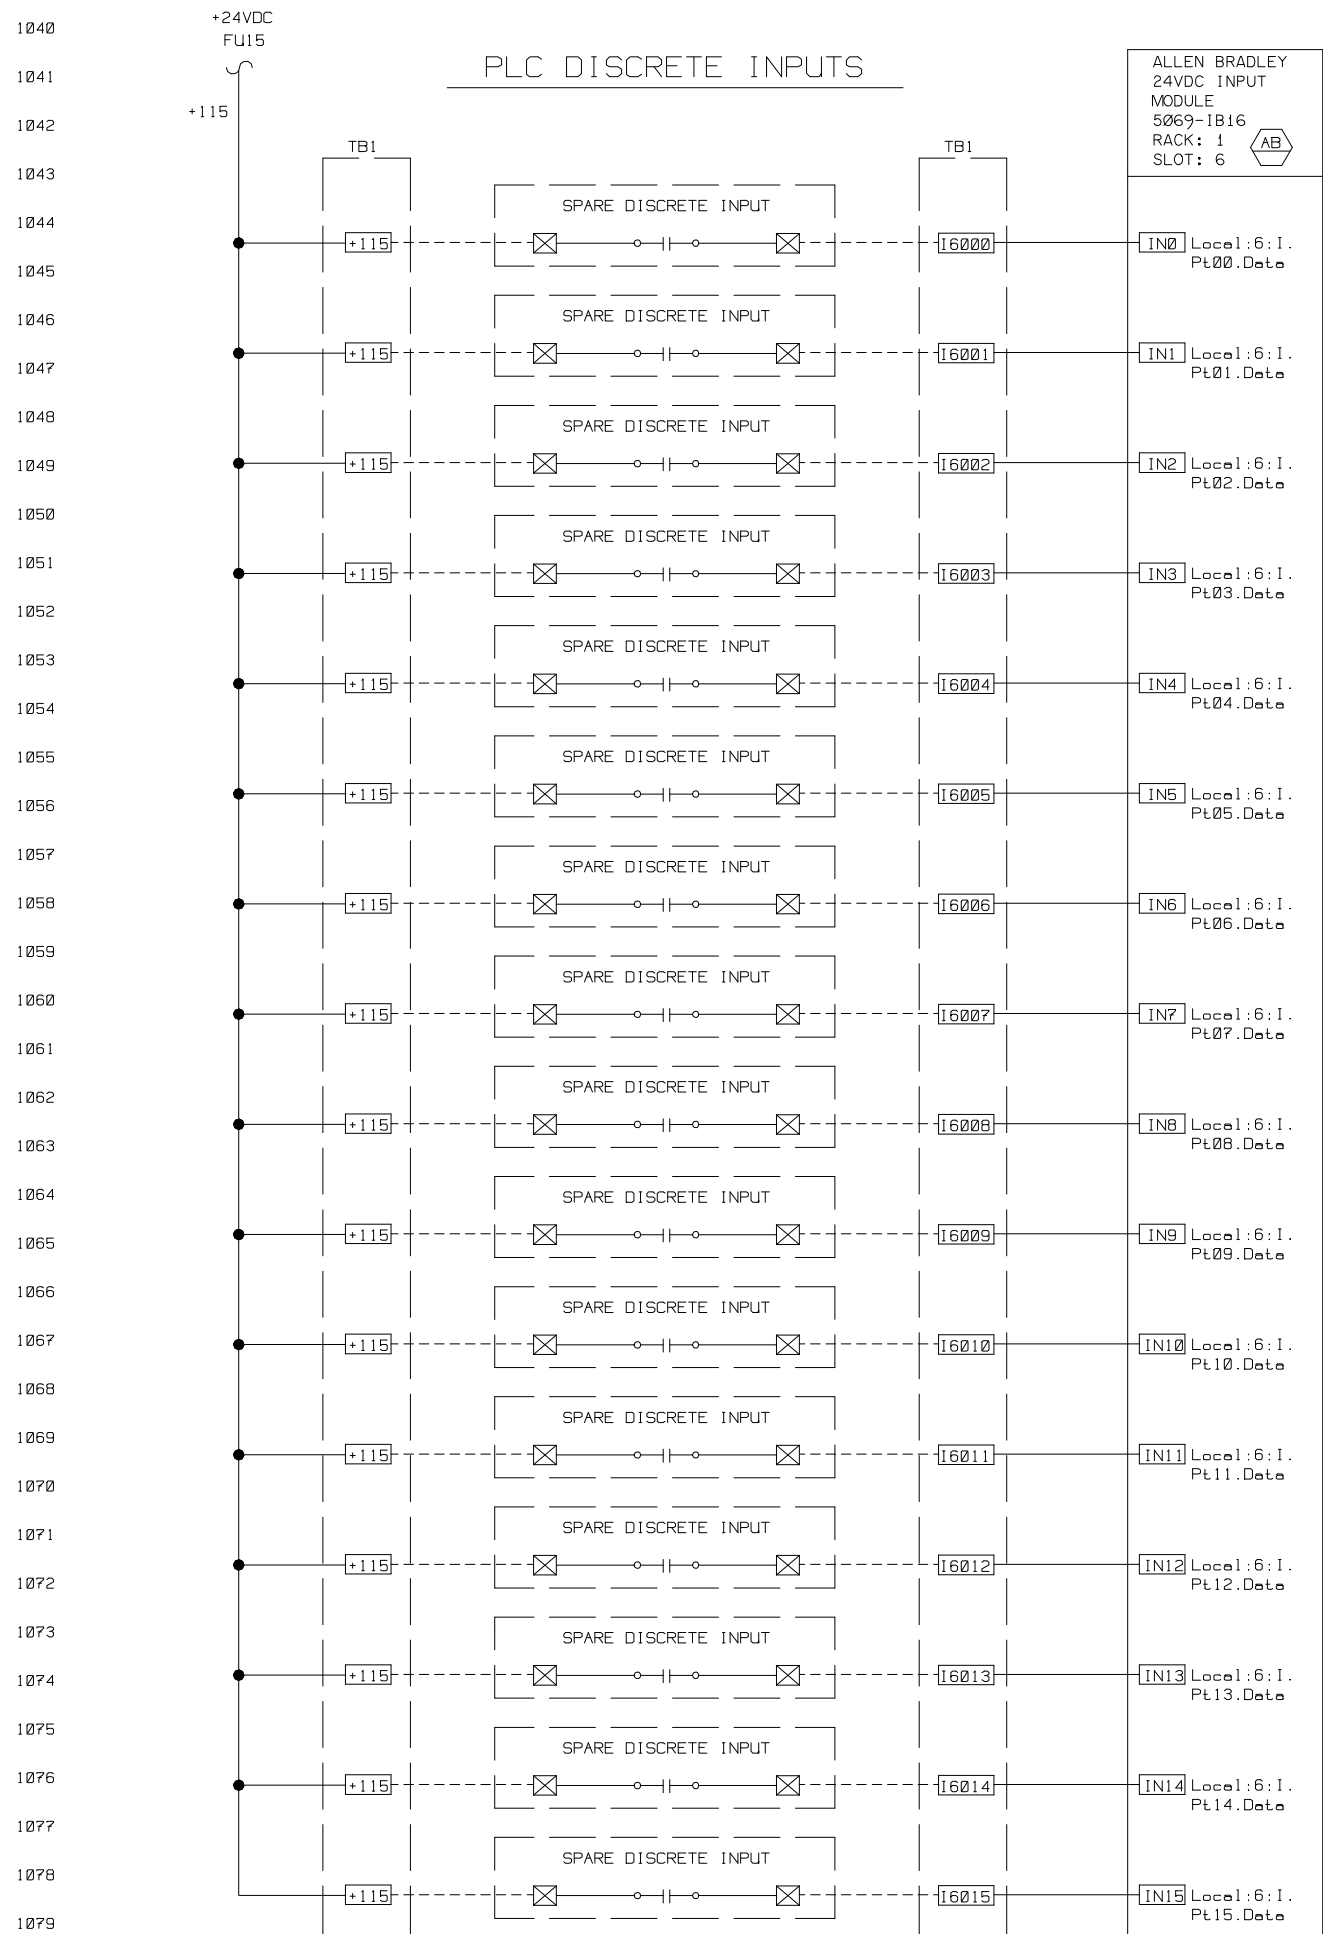 1040
+24VDC
FU15
PLC DISCRETE INPUTS
ALLEN BRADLEY
24VDC INPUT
MODULE
5069-IB16
RACK: 1
SLOT: 6
AB
1041
+115
1042
TB1
TB1
1043
SPARE DISCRETE INPUT
1044
+115
I6000
IN0 Local:6:I.
Pt00.Data
1045
SPARE DISCRETE INPUT
1046
+115
I6001
IN1 Local:6:I.
Pt01.Data
1047
SPARE DISCRETE INPUT
1048
1049
+115
I6002
IN2 Local:6:I.
Pt02.Data
1050
SPARE DISCRETE INPUT
1051
+115
I6003
IN3 Local:6:I.
Pt03.Data
1052
SPARE DISCRETE INPUT
1053
+115
I6004
IN4 Local:6:I.
Pt04.Data
1054
1055
SPARE DISCRETE INPUT
+115
I6005
IN5 Local:6:I.
Pt05.Data
1056
1057
SPARE DISCRETE INPUT
1058
+115
I6006
IN6 Local:6:I.
Pt06.Data
1059
SPARE DISCRETE INPUT
1060
+115
I6007
IN7 Local:6:I.
Pt07.Data
1061
SPARE DISCRETE INPUT
1062
+115
I6008
IN8 Local:6:I.
Pt08.Data
1063
1064
SPARE DISCRETE INPUT
+115
I6009
IN9 Local:6:I.
Pt09.Data
1065
1066
SPARE DISCRETE INPUT
1067
+115
I6010
IN10 Local:6:I.
Pt10.Data
1068
SPARE DISCRETE INPUT
1069
+115
I6011
IN11 Local:6:I.
Pt11.Data
1070
SPARE DISCRETE INPUT
1071
+115
I6012
IN12 Local:6:I.
Pt12.Data
1072
1073
SPARE DISCRETE INPUT
1074
+115
I6013
IN13 Local:6:I.
Pt13.Data
1075
SPARE DISCRETE INPUT
1076
+115
I6014
IN14 Local:6:I.
Pt14.Data
1077
SPARE DISCRETE INPUT
1078
+115
I6015
IN15 Local:6:I.
Pt15.Data
1079